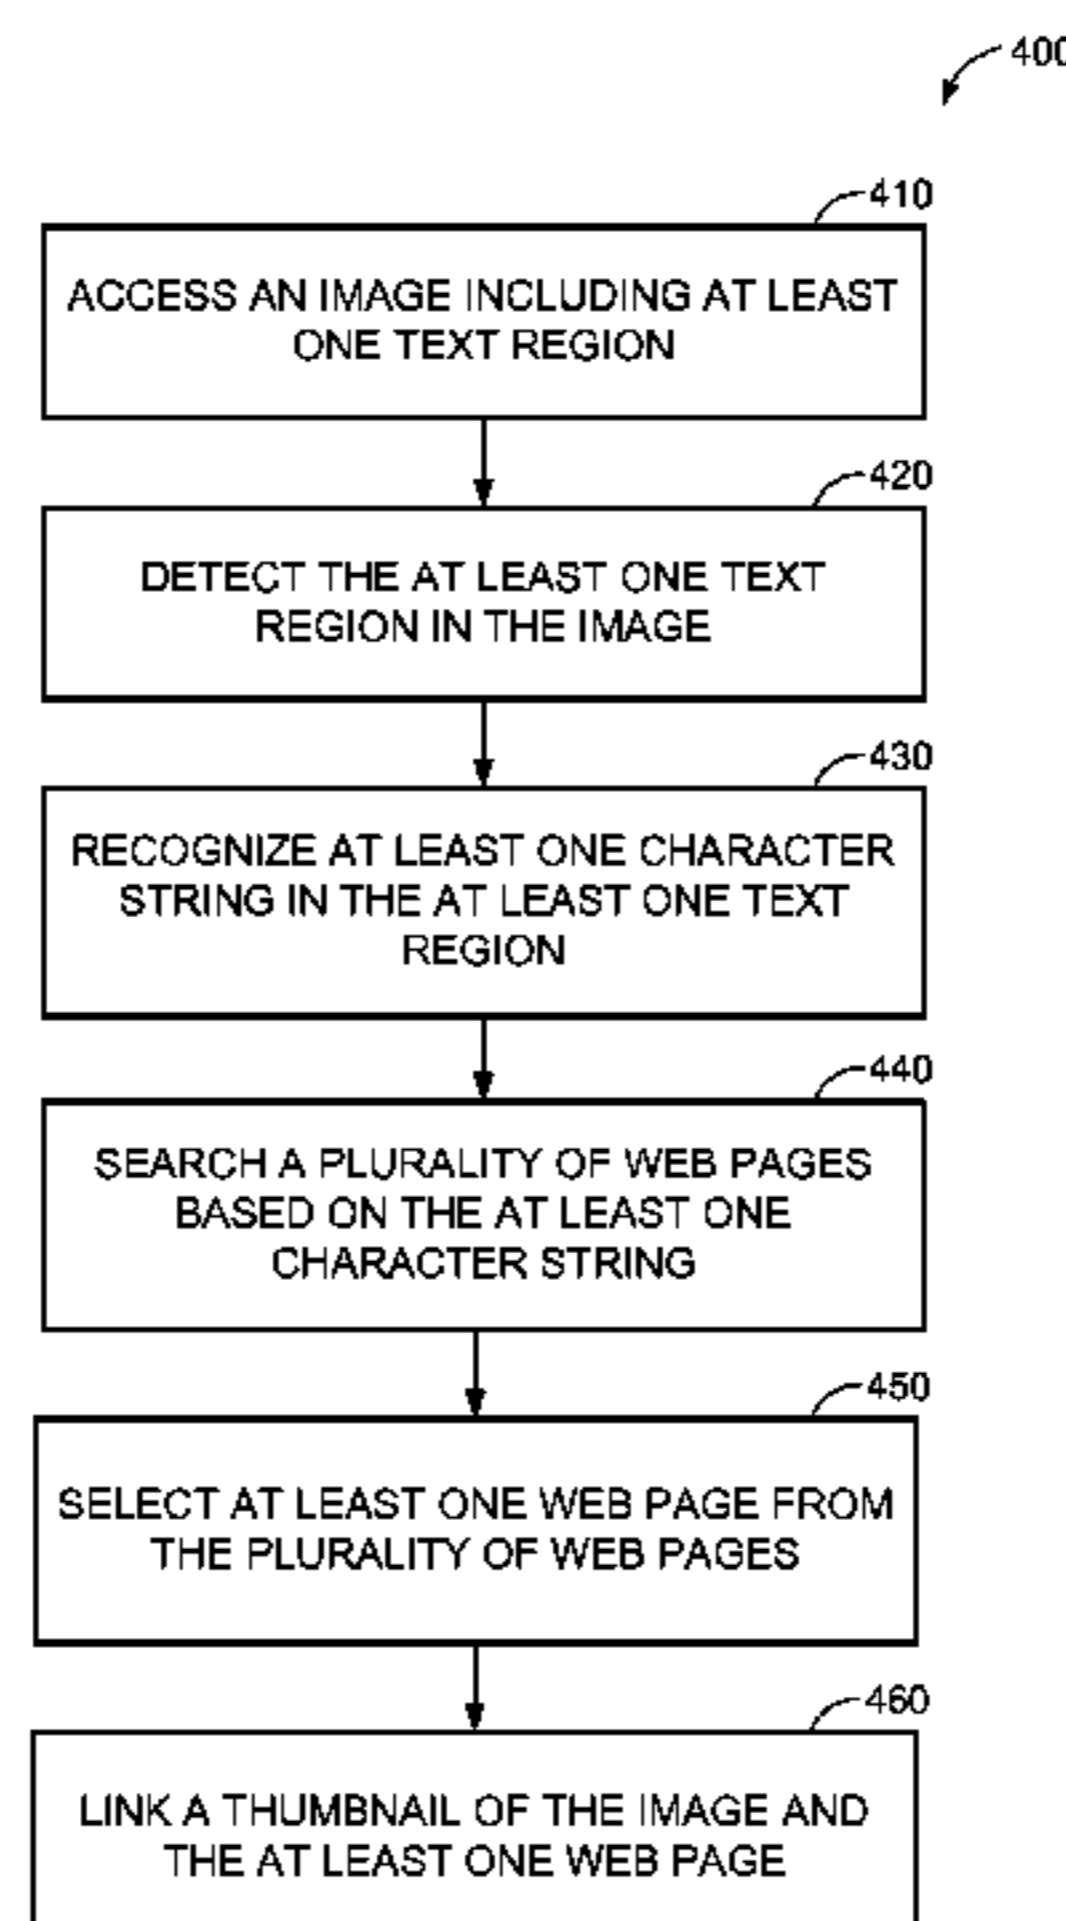 400
410
ACCESS AN IMAGE INCLUDING AT LEAST
ONE TEXT REGION
420
DETECT THE AT LEAST ONE TEXT
REGION IN THE IMAGE
430
RECOGNIZE AT LEAST ONE CHARACTER
STRING IN THE AT LEAST ONE TEXT
REGION
440
SEARCH A PLURALITY OF WEB PAGES
BASED ON THE AT LEAST ONE
CHARACTER STRING
450
SELECT AT LEAST ONE WEB PAGE FROM
THE PLURALITY OF WEB PAGES
460
LINK A THUMBNAIL OF THE IMAGE AND
THE AT LEAST ONE WEB PAGE